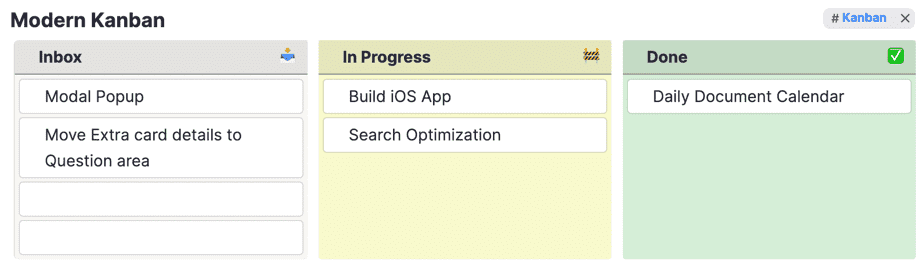 Modern Kanban
# Kanban
Inbox
Modal Popup
Move Extra card details to
Question area
In Progress
Build iOS App
Search Optimization
Done
Daily Document Calendar